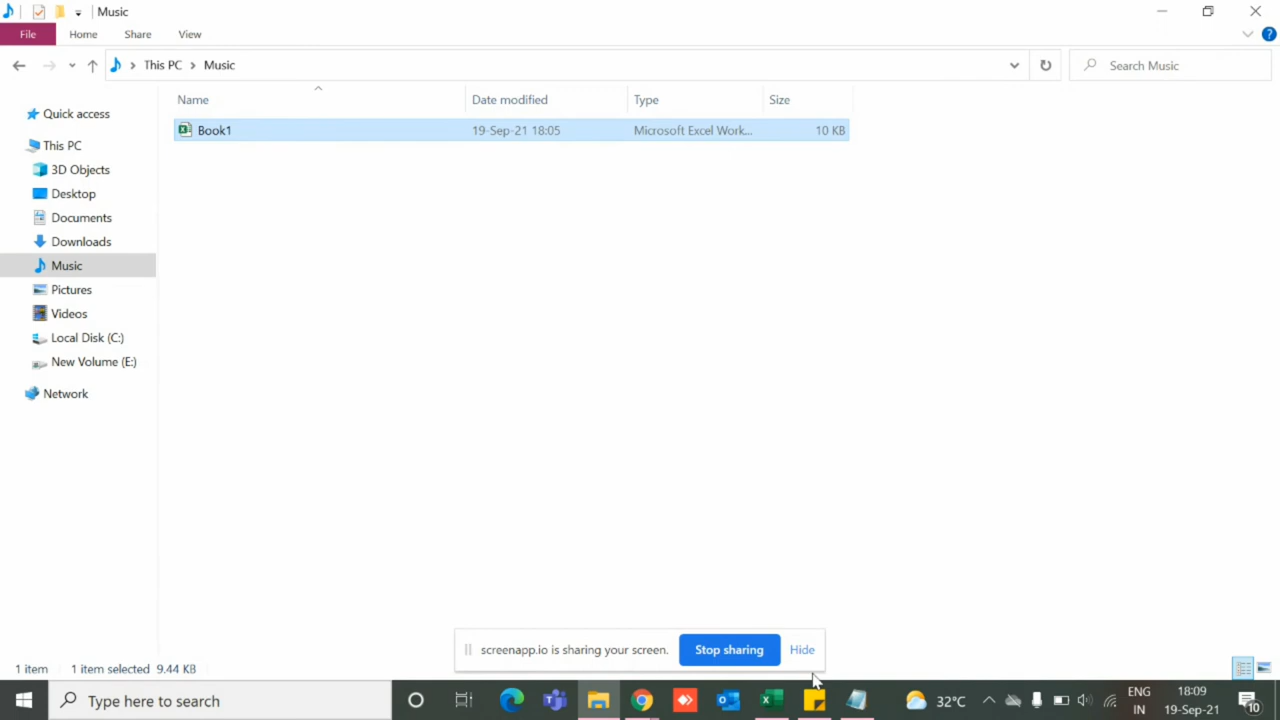 Music
File Home Share View
This PC Music
Search Music
Name Date modified Type Size
Book1 19-Sep-21 18:05 Microsoft Excel Work... 10 KB
Quick access
This PC
3D Objects
Desktop
Documents
Downloads
Music
Pictures
Videos
Local Disk (C:)
New Volume (E:)
Network
screenapp.io is sharing your screen. Stop sharing Hide
1 item 1 item selected 9.44 KB
Type here to search
32°C
ENG
IN
18:09
19-Sep-21
10